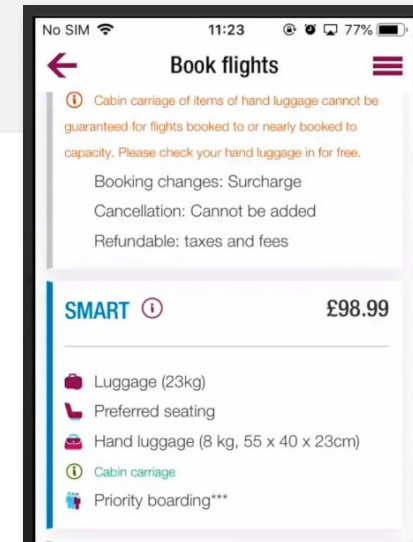 No SIM 11:23 77%
Book flights
Cabin carriage of items of hand luggage cannot be
guaranteed for flights booked to or nearly booked to
capacity. Please check your hand luggage in for free.
Booking changes: Surcharge
Cancellation: Cannot be added
Refundable: taxes and fees
SMART £98.99
Luggage (23kg)
Preferred seating
Hand luggage (8 kg, 55 x 40 x 23cm)
Cabin carriage
Priority boarding***